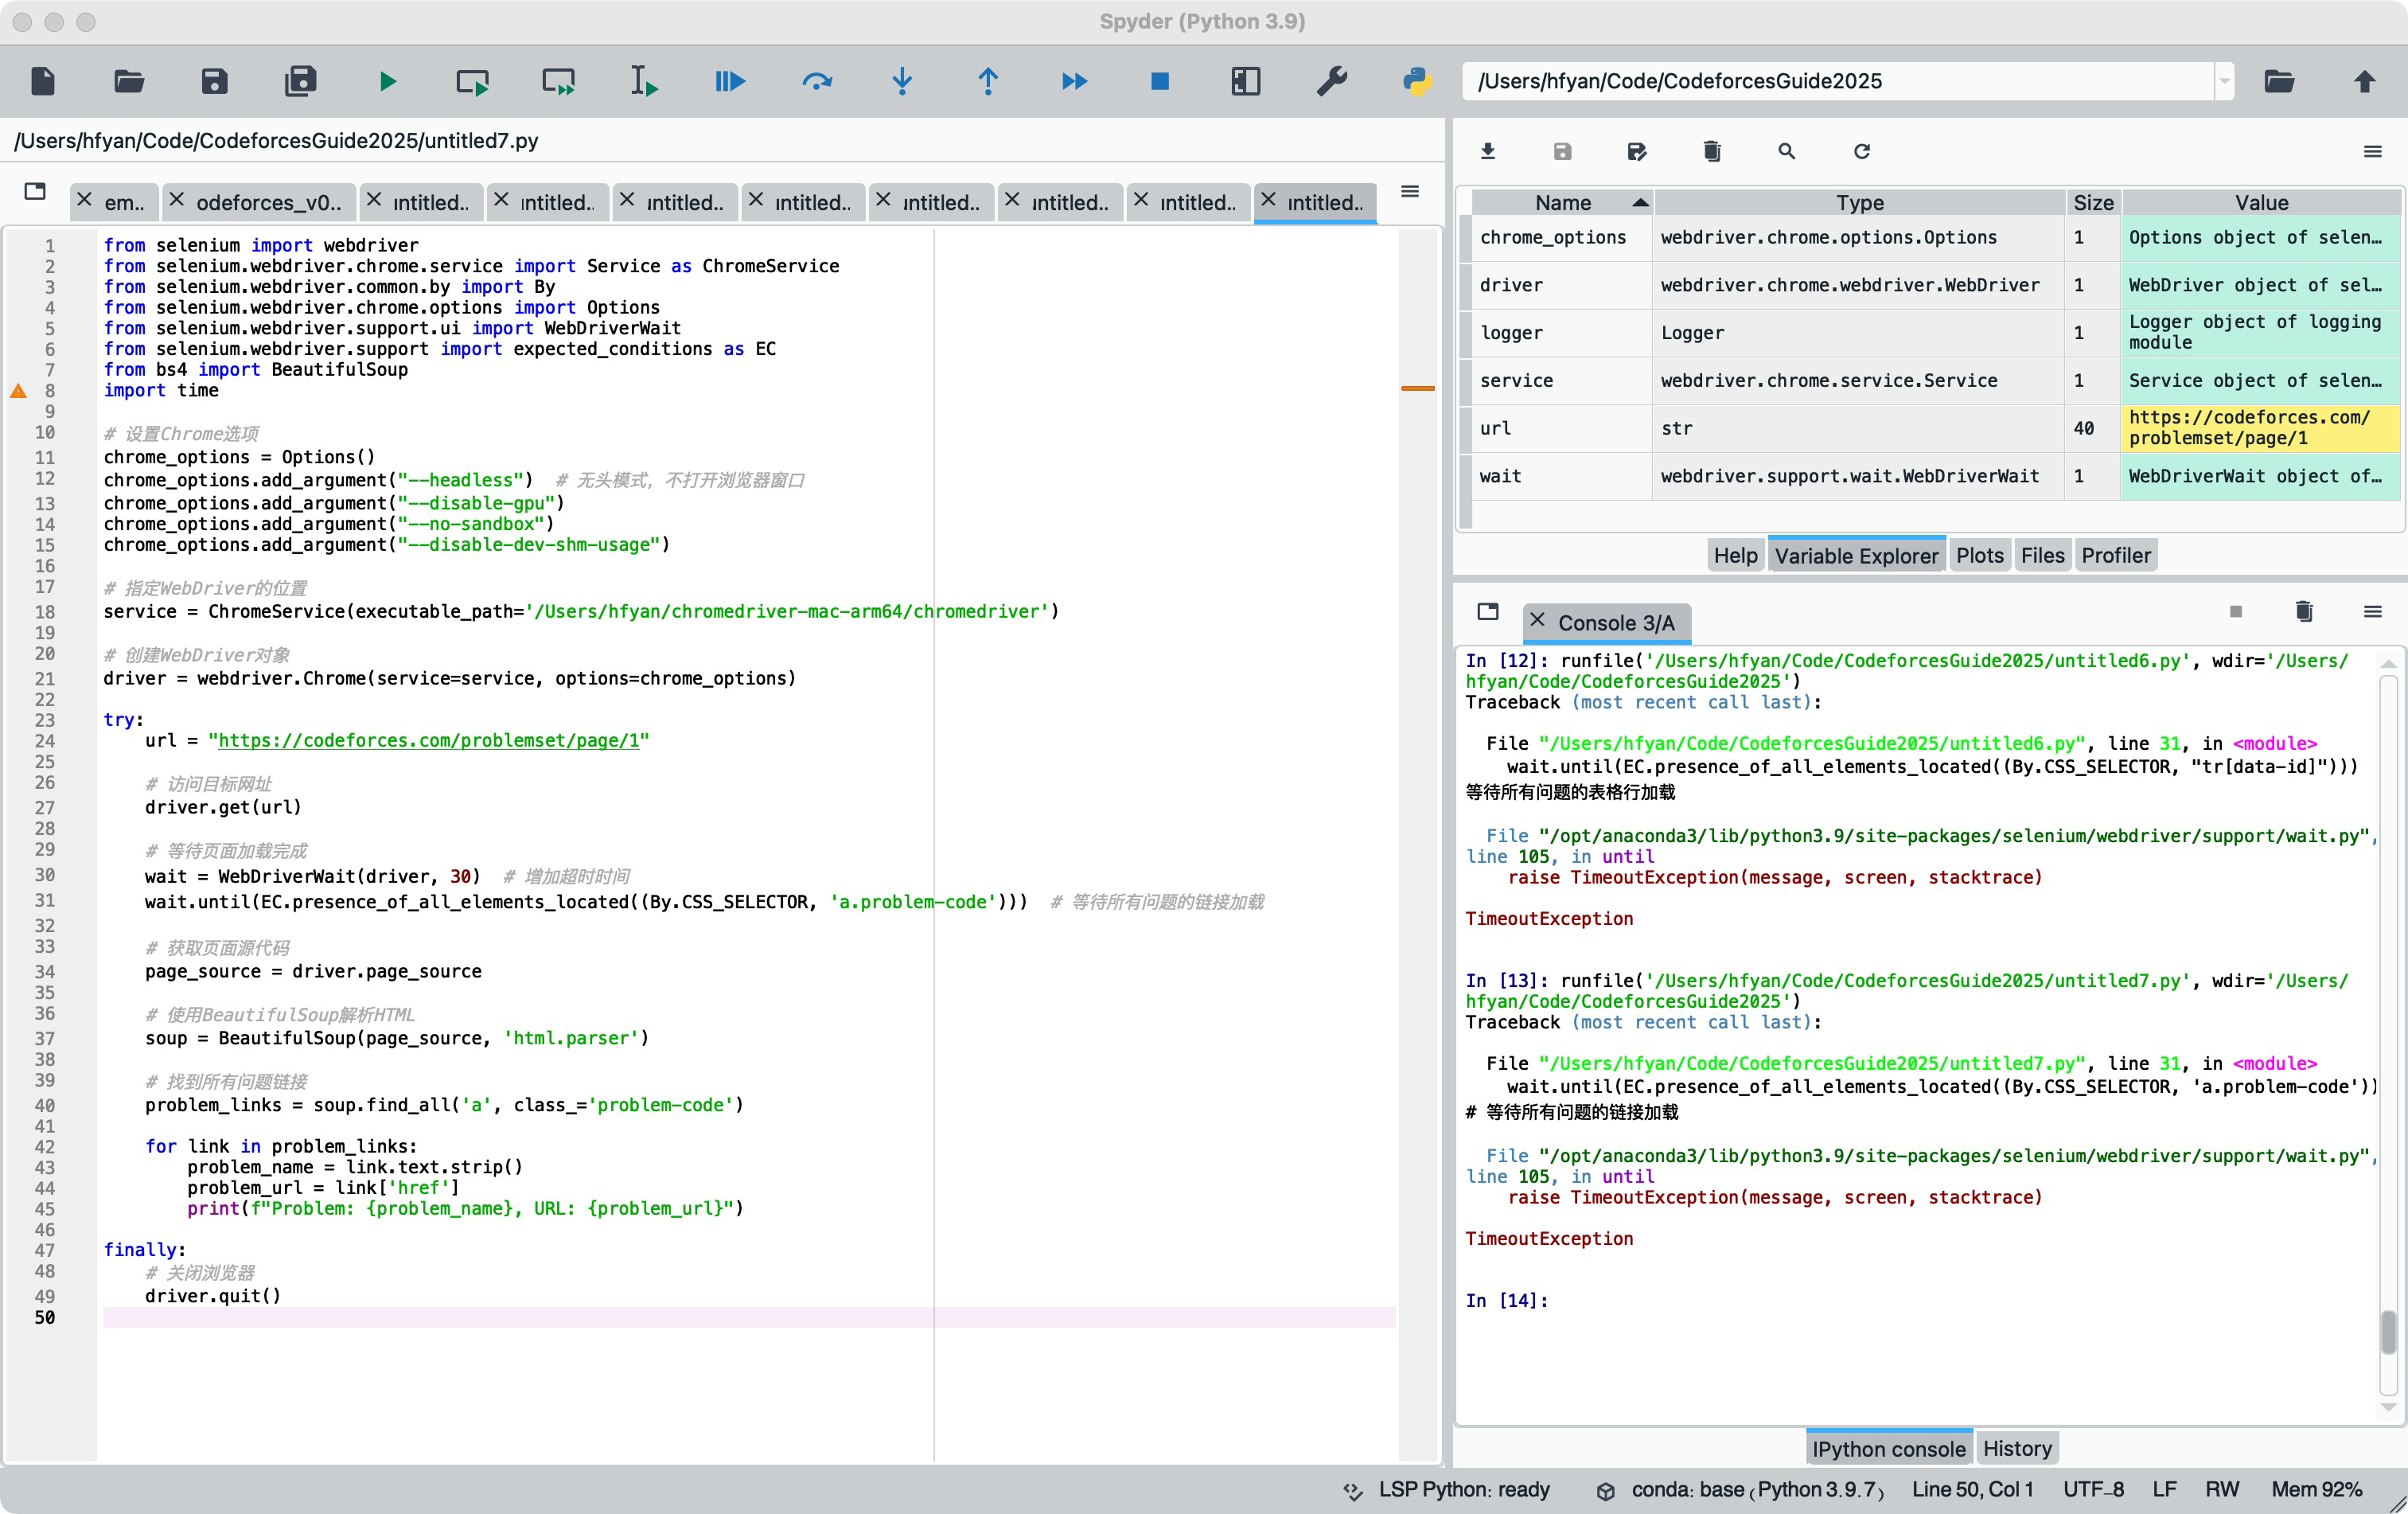 Spyder (Python 3.9)
/Users/hfyan/Code/CodeforcesGuide2025
/Users/hfyan/Code/CodeforcesGuide2025/untitled7.py
em..
odeforces_v0..
ıntitled..
ıntitled..
ıntitled..
ıntitled..
ıntitled..
ıntitled..
ıntitled..
ıntitled..
1 from selenium import webdriver
2 from selenium.webdriver.chrome.service import Service as ChromeService
3 from selenium.webdriver.common.by import By
4 from selenium.webdriver.chrome.options import Options
5 from selenium.webdriver.support.ui import WebDriverWait
6 from selenium.webdriver.support import expected_conditions as EC
7 from bs4 import BeautifulSoup
8 import time
9
10 # 设置Chrome选项
11 chrome_options = Options()
12 chrome_options.add_argument("--headless")  # 无头模式，不打开浏览器窗口
13 chrome_options.add_argument("--disable-gpu")
14 chrome_options.add_argument("--no-sandbox")
15 chrome_options.add_argument("--disable-dev-shm-usage")
16
17 # 指定WebDriver的位置
18 service = ChromeService(executable_path='/Users/hfyan/chromedriver-mac-arm64/chromedriver')
19
20 # 创建WebDriver对象
21 driver = webdriver.Chrome(service=service, options=chrome_options)
22
23 try:
24     url = "https://codeforces.com/problemset/page/1"
25
26     # 访问目标网址
27     driver.get(url)
28
29     # 等待页面加载完成
30     wait = WebDriverWait(driver, 30)  # 增加超时时间
31     wait.until(EC.presence_of_all_elements_located((By.CSS_SELECTOR, 'a.problem-code')))  # 等待所有问题的链接加载
32
33     # 获取页面源代码
34     page_source = driver.page_source
35
36     # 使用BeautifulSoup解析HTML
37     soup = BeautifulSoup(page_source, 'html.parser')
38
39     # 找到所有问题链接
40     problem_links = soup.find_all('a', class_='problem-code')
41
42     for link in problem_links:
43         problem_name = link.text.strip()
44         problem_url = link['href']
45         print(f"Problem: {problem_name}, URL: {problem_url}")
46
47 finally:
48     # 关闭浏览器
49     driver.quit()
50
Name Type Size Value
chrome_options webdriver.chrome.options.Options 1 Options object of selen…
driver webdriver.chrome.webdriver.WebDriver 1 WebDriver object of sel…
logger Logger 1 Logger object of logging module
service webdriver.chrome.service.Service 1 Service object of selen…
url str 40 https://codeforces.com/problemset/page/1
wait webdriver.support.wait.WebDriverWait 1 WebDriverWait object of…
Help Variable Explorer Plots Files Profiler
Console 3/A
In [12]: runfile('/Users/hfyan/Code/CodeforcesGuide2025/untitled6.py', wdir='/Users/
hfyan/Code/CodeforcesGuide2025')
Traceback (most recent call last):
File "/Users/hfyan/Code/CodeforcesGuide2025/untitled6.py", line 31, in <module>
wait.until(EC.presence_of_all_elements_located((By.CSS_SELECTOR, "tr[data-id]")))
等待所有问题的表格行加载
File "/opt/anaconda3/lib/python3.9/site-packages/selenium/webdriver/support/wait.py",
line 105, in until
raise TimeoutException(message, screen, stacktrace)
TimeoutException
In [13]: runfile('/Users/hfyan/Code/CodeforcesGuide2025/untitled7.py', wdir='/Users/
hfyan/Code/CodeforcesGuide2025')
Traceback (most recent call last):
File "/Users/hfyan/Code/CodeforcesGuide2025/untitled7.py", line 31, in <module>
wait.until(EC.presence_of_all_elements_located((By.CSS_SELECTOR, 'a.problem-code'))
# 等待所有问题的链接加载
File "/opt/anaconda3/lib/python3.9/site-packages/selenium/webdriver/support/wait.py",
line 105, in until
raise TimeoutException(message, screen, stacktrace)
TimeoutException
In [14]:
IPython console History
LSP Python: ready conda: base (Python 3.9.7) Line 50, Col 1 UTF-8 LF RW Mem 92%